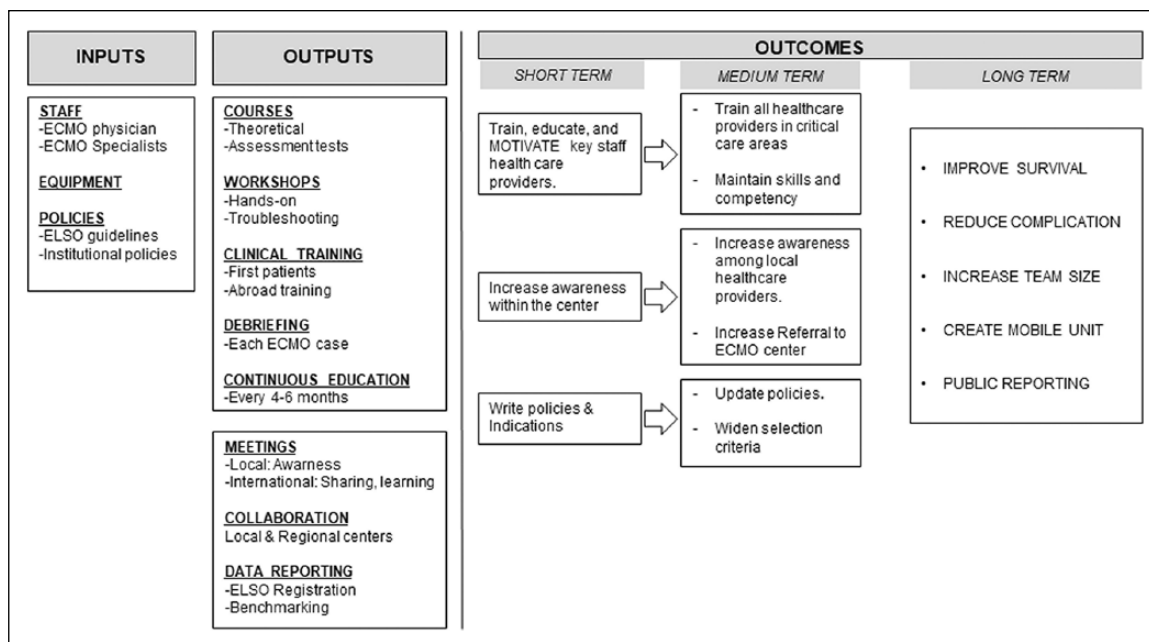 INPUTS
STAFF
-ECMO physician
-ECMO Specialists
EQUIPMENT
POLICIES
-ELSO guidelines
-Institutional policies
OUTPUTS
COURSES
-Theoretical
-Assessment tests
WORKSHOPS
-Hands-on
-Troubleshooting
CLINICAL TRAINING
-First patients
-Abroad training
DEBRIEFING
-Each ECMO case
CONTINUOUS EDUCATION
-Every 4-6 months
MEETINGS
-Local: Awarness
-International: Sharing, learning
COLLABORATION
Local & Regional centers
DATA REPORTING
-ELSO Registration
-Benchmarking
OUTCOMES
SHORT TERM
Train, educate, and
MOTIVATE key staff
health care
providers.
Increase awareness
within the center
Write policies &
Indications
MEDIUM TERM
- Train all healthcare
providers in critical
care areas
- Maintain skills and
competency
- Increase awareness
among local
healthcare
providers.
- Increase Referral to
ECMO center
- Update policies.
- Widen selection
criteria
LONG TERM
• IMPROVE SURVIVAL
• REDUCE COMPLICATION
• INCREASE TEAM SIZE
• CREATE MOBILE UNIT
• PUBLIC REPORTING